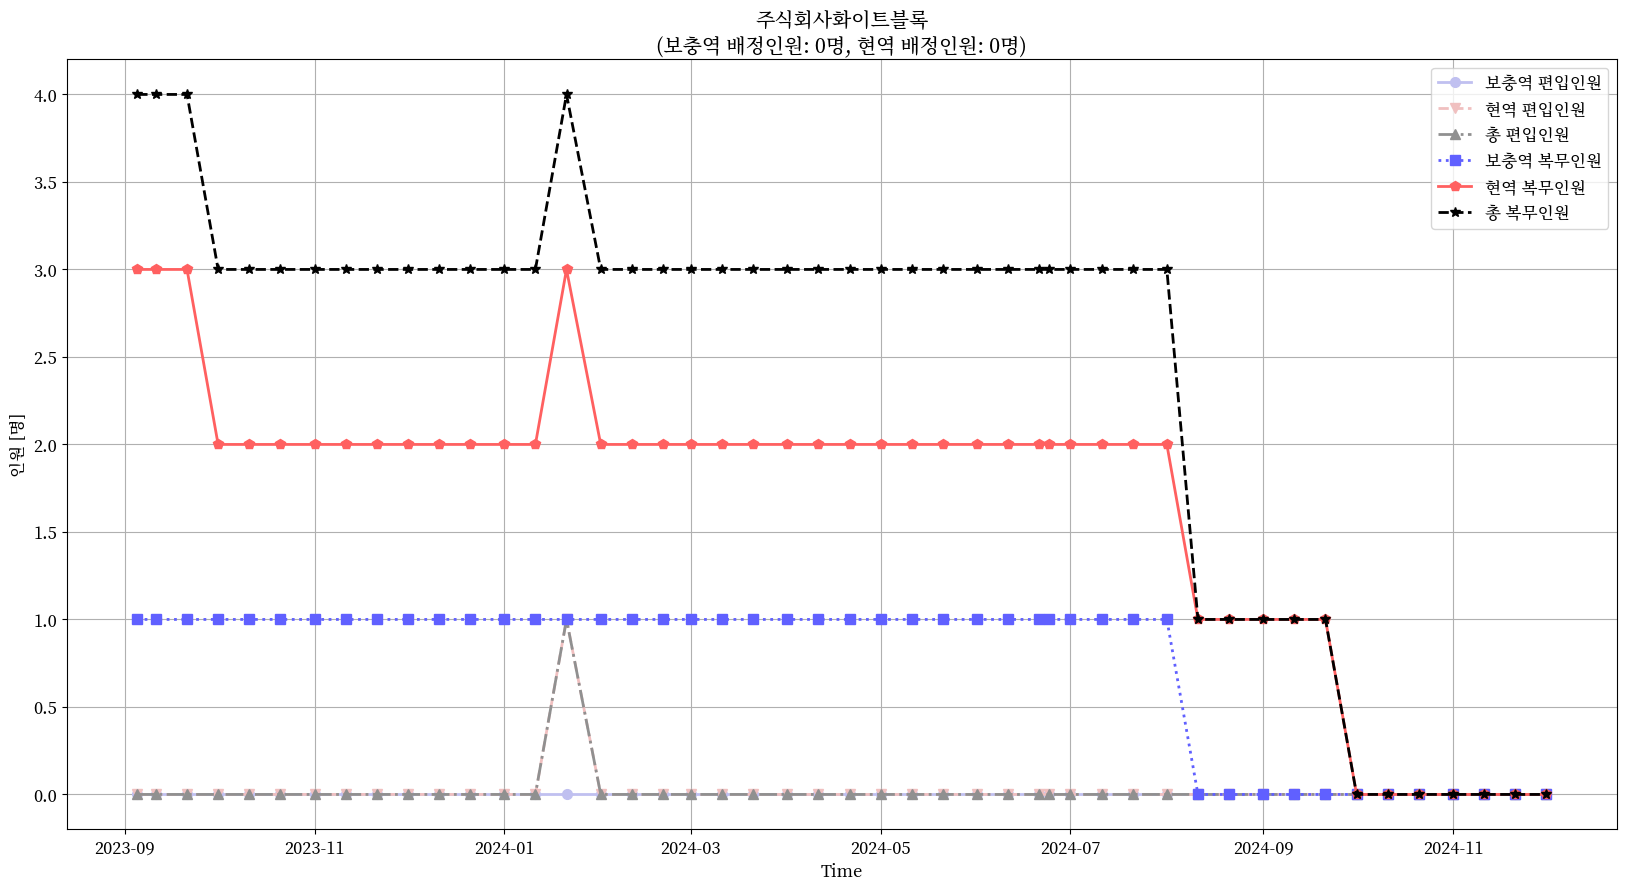 주식회사화이트블록
(보충역 배정인원: 0명, 현역 배정인원: 0명)
보충역 편입인원
현역 편입인원
총 편입인원
보충역 복무인원
현역 복무인원
총 복무인원
인원 [명]
4.0
3.5
3.0
2.5
2.0
1.5
1.0
0.5
0.0
2023-09
2023-11
2024-01
2024-03
2024-05
2024-07
2024-09
2024-11
Time